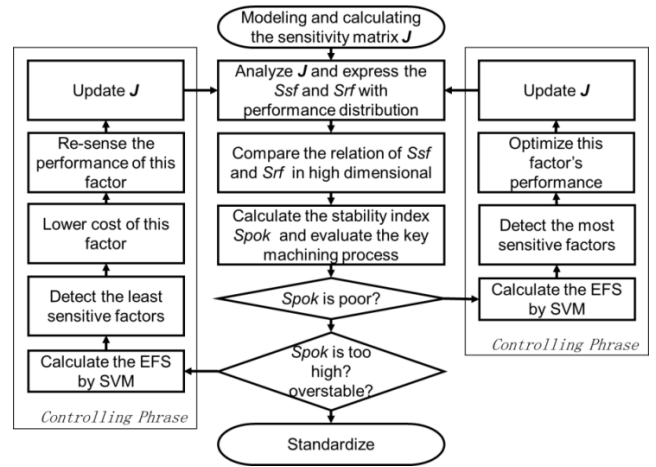 Modeling and calculating
the sensitivity matrix J
Analyze J and express the
Ssf and Srf with
performance distribution
Compare the relation of Ssf
and Srf in high dimensional
Calculate the stability index
Spok and evaluate the key
machining process
Spok is poor?
Spok is too
high?
overstable?
Standardize
Update J
Re-sense the
performance of this
factor
Lower cost of this
factor
Detect the least
sensitive factors
Calculate the EFS
by SVM
Controlling Phrase
Update J
Optimize this
factor's
performance
Detect the most
sensitive factors
Calculate the EFS
by SVM
Controlling Phrase